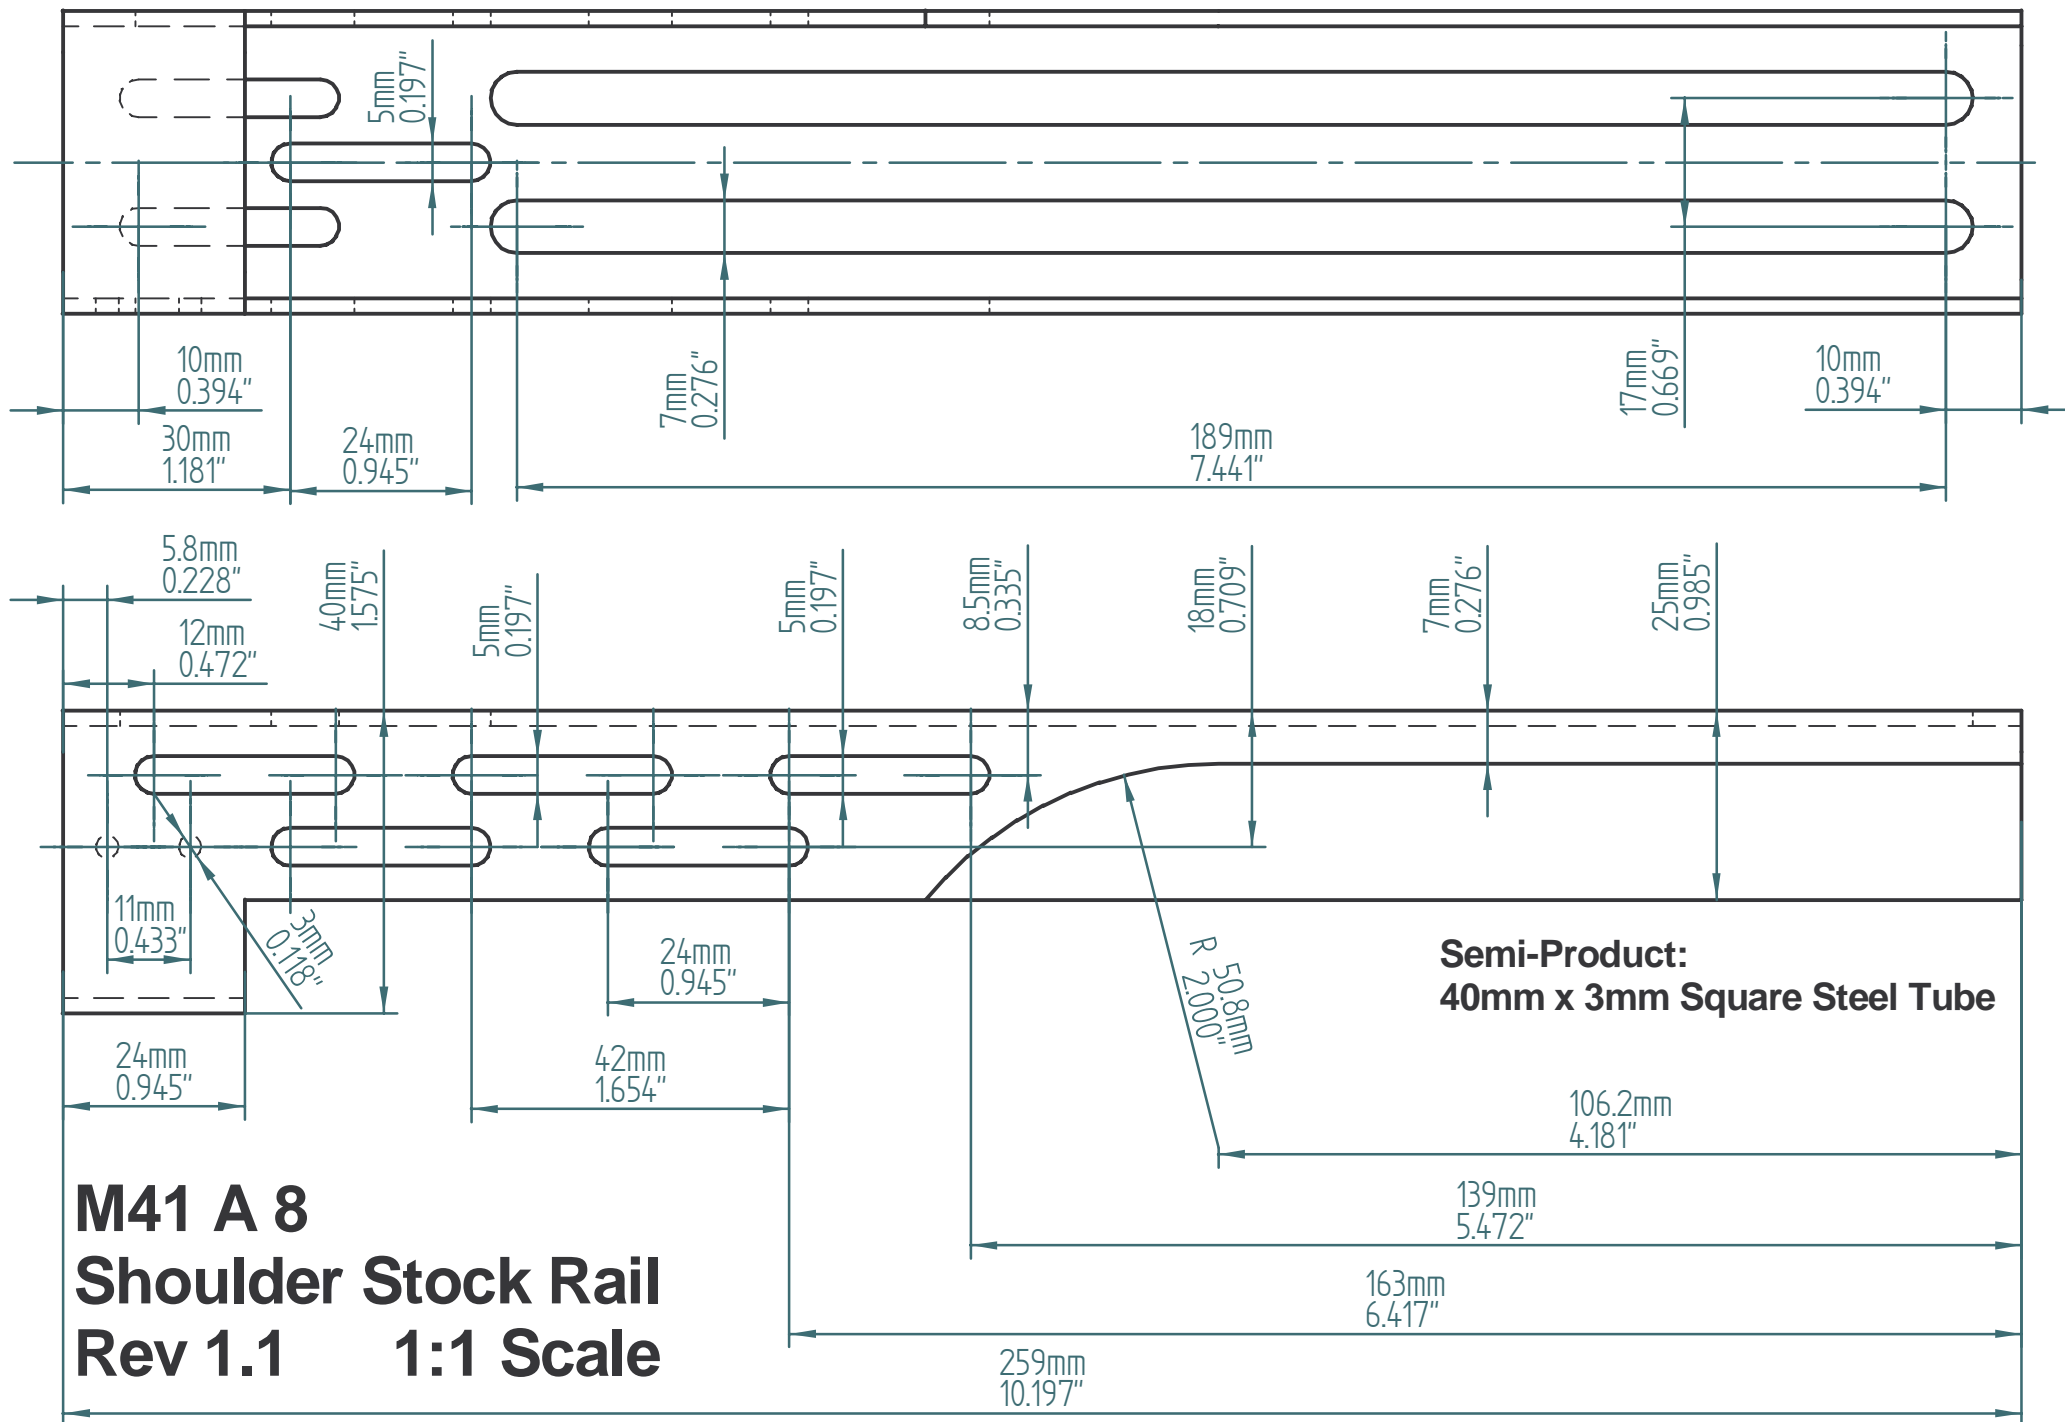 5mm
0.197"
10mm
0.394"
7mm
0.276"
17mm
0.669"
10mm
0.394"
30mm
1.181"
24mm
0.945"
189mm
7.441"
5.8mm
0.228"
12mm
0.472"
40mm
1.575"
5mm
0.197"
5mm
0.197"
8.5mm
0.335"
18mm
0.709"
7mm
0.276"
25mm
0.985"
11mm
0.433"
3mm
0.118"
24mm
0.945"
R 50.8mm
2.000"
Semi-Product:
40mm x 3mm Square Steel Tube
24mm
0.945"
42mm
1.654"
106.2mm
4.181"
139mm
5.472"
163mm
6.417"
259mm
10.197"
M41 A 8
Shoulder Stock Rail
Rev 1.1 1:1 Scale